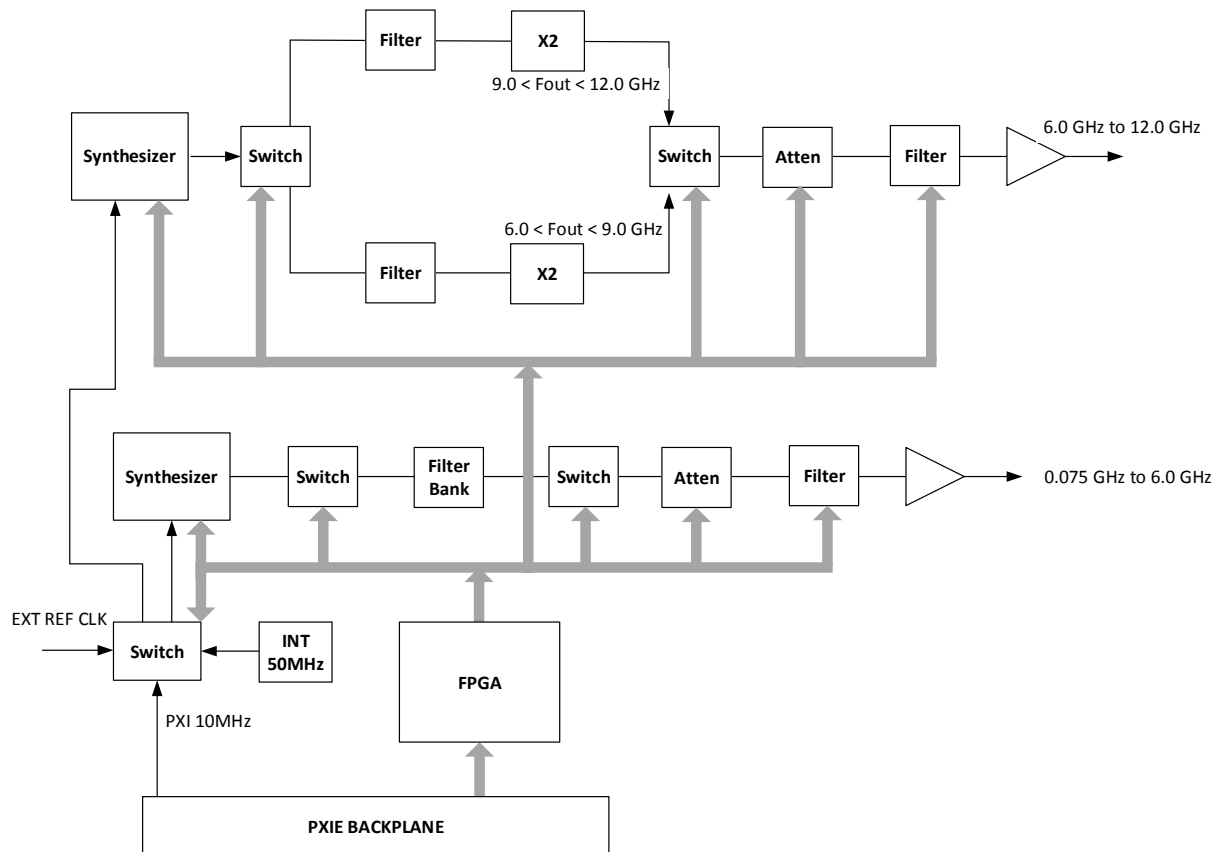 Filter
X2
9.0 < Fout < 12.0 GHz
6.0 GHz to 12.0 GHz
Synthesizer
Switch
Switch
Atten
Filter
6.0 < Fout < 9.0 GHz
Filter
X2
Synthesizer
Switch
Filter
Bank
Switch
Atten
Filter
0.075 GHz to 6.0 GHz
EXT REF CLK
Switch
INT
50MHz
FPGA
PXI 10MHz
PXIE BACKPLANE